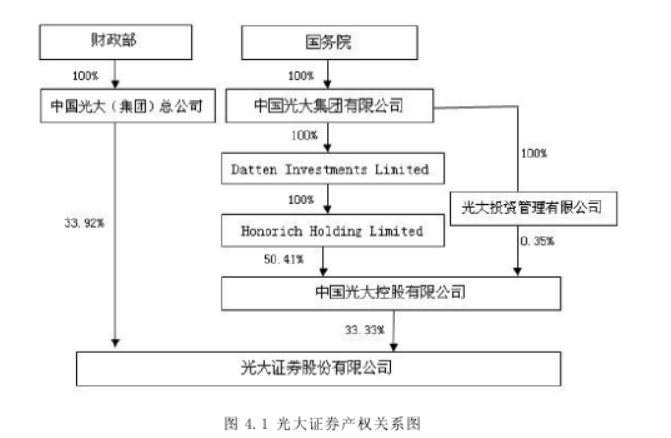 财政部
国务院
100%
100%
中国光大（集团）总公司
中国光大集团有限公司
100%
Datten Investments Limited
100%
100%
光大投资管理有限公司
Honorich Holding Limited
33.92%
0.35%
50.41%
中国光大控股有限公司
33.33%
光大证券股份有限公司
图 4.1 光大证券产权关系图